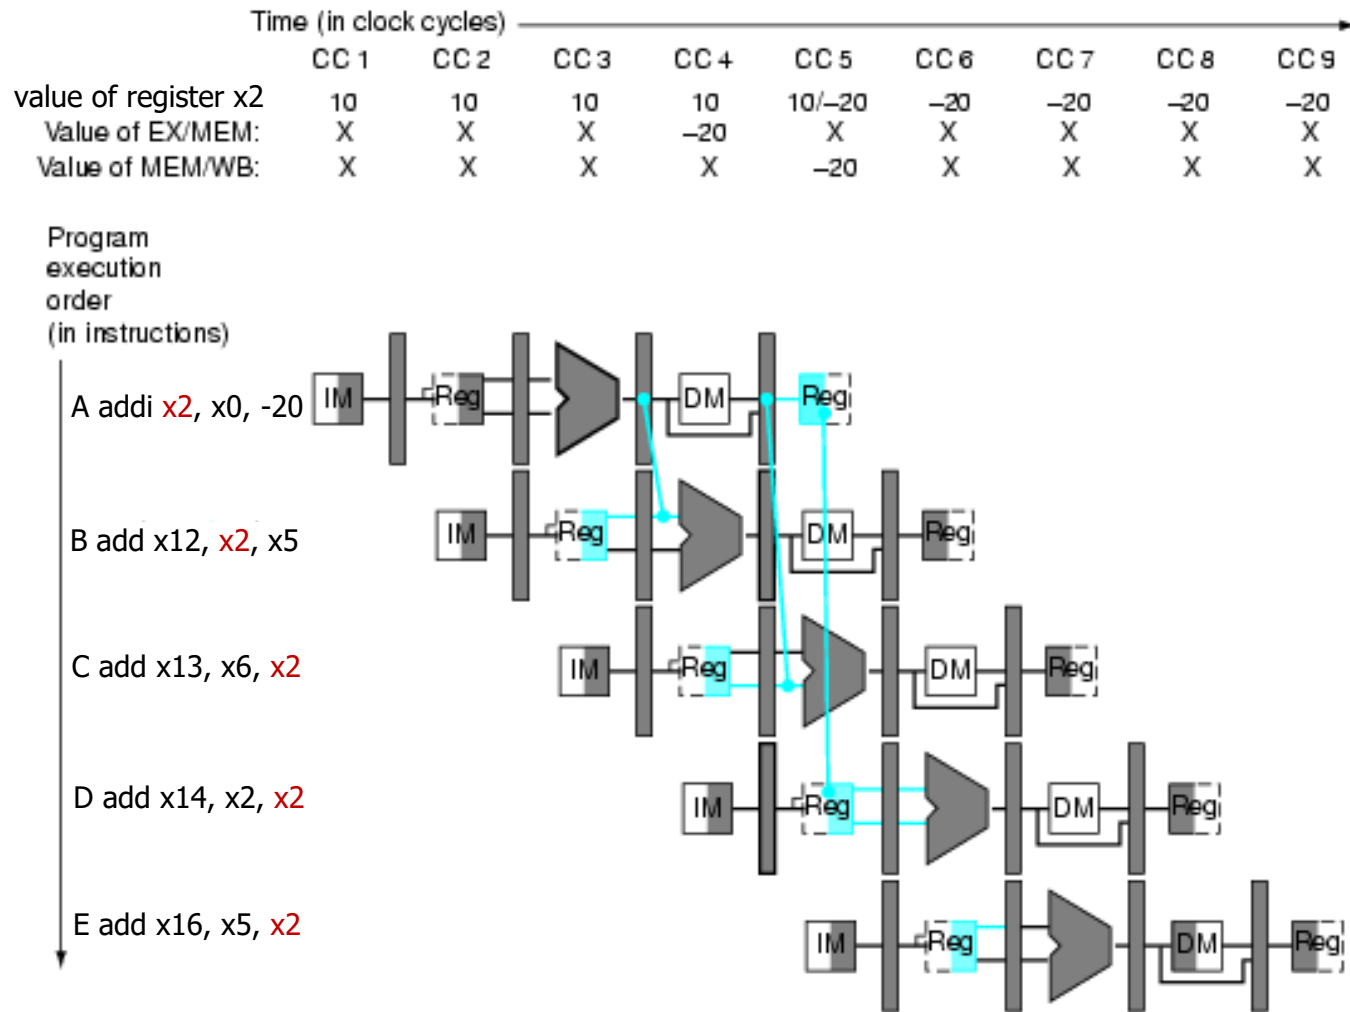 Time (in clock cycles)
CC 1 CC 2 CC 3 CC 4 CC 5 CC 6 CC 7 CC 8 CC 9
value of register x2 10 10 10 10 10/–20 –20 –20 –20 –20
Value of EX/MEM: X X X –20 X X X X X
Value of MEM/WB: X X X X –20 X X X X
Program
execution
order
(in instructions)
A addi x2, x0, -20 IM Reg DM Reg
B add x12, x2, x5 IM Reg DM Reg
C add x13, x6, x2 IM Reg DM Reg
D add x14, x2, x2 IM Reg DM Reg
E add x16, x5, x2 IM Reg DM Reg